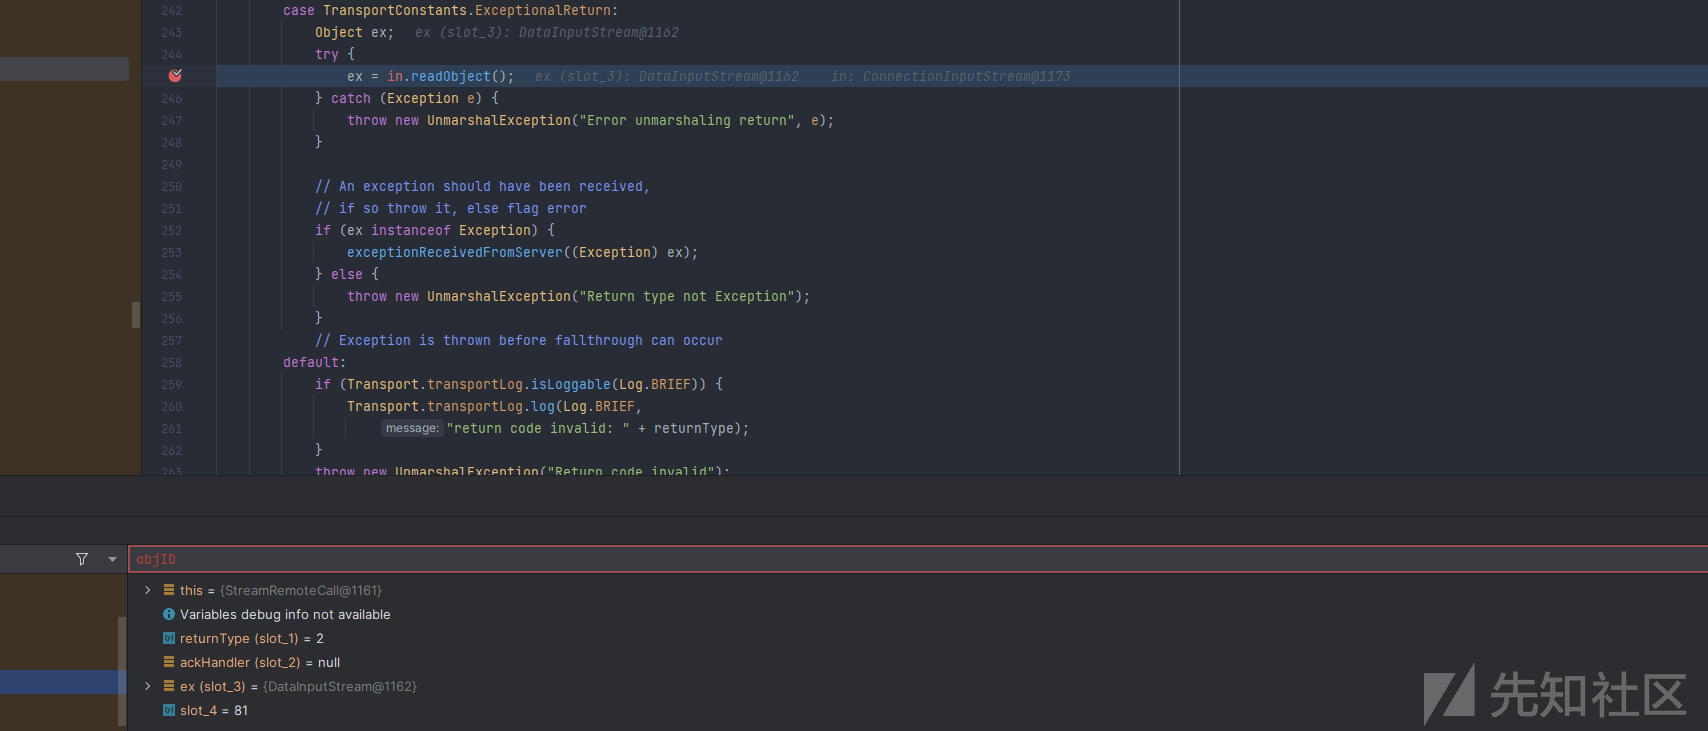 242 case TransportConstants.ExceptionalReturn:
243 Object ex; ex (slot_3): DataInputStream@1162
244 try {
ex = in.readObject(); ex (slot_3): DataInputStream@1162 in: ConnectionInputStream@1173
246 } catch (Exception e) {
247 throw new UnmarshalException("Error unmarshaling return", e);
248 }
249
250 // An exception should have been received,
251 // if so throw it, else flag error
252 if (ex instanceof Exception) {
253 exceptionReceivedFromServer((Exception) ex);
254 } else {
255 throw new UnmarshalException("Return type not Exception");
256 }
257 // Exception is thrown before fallthrough can occur
258 default:
259 if (Transport.transportLog.isLoggable(Log.BRIEF)) {
260 Transport.transportLog.log(Log.BRIEF,
261 message: "return code invalid: " + returnType);
262 }
263 throw new UnmarshalException("Return code invalid");
objID
this = {StreamRemoteCall@1161}
Variables debug info not available
returnType (slot_1) = 2
ackHandler (slot_2) = null
ex (slot_3) = {DataInputStream@1162}
slot_4 = 81
先知社区